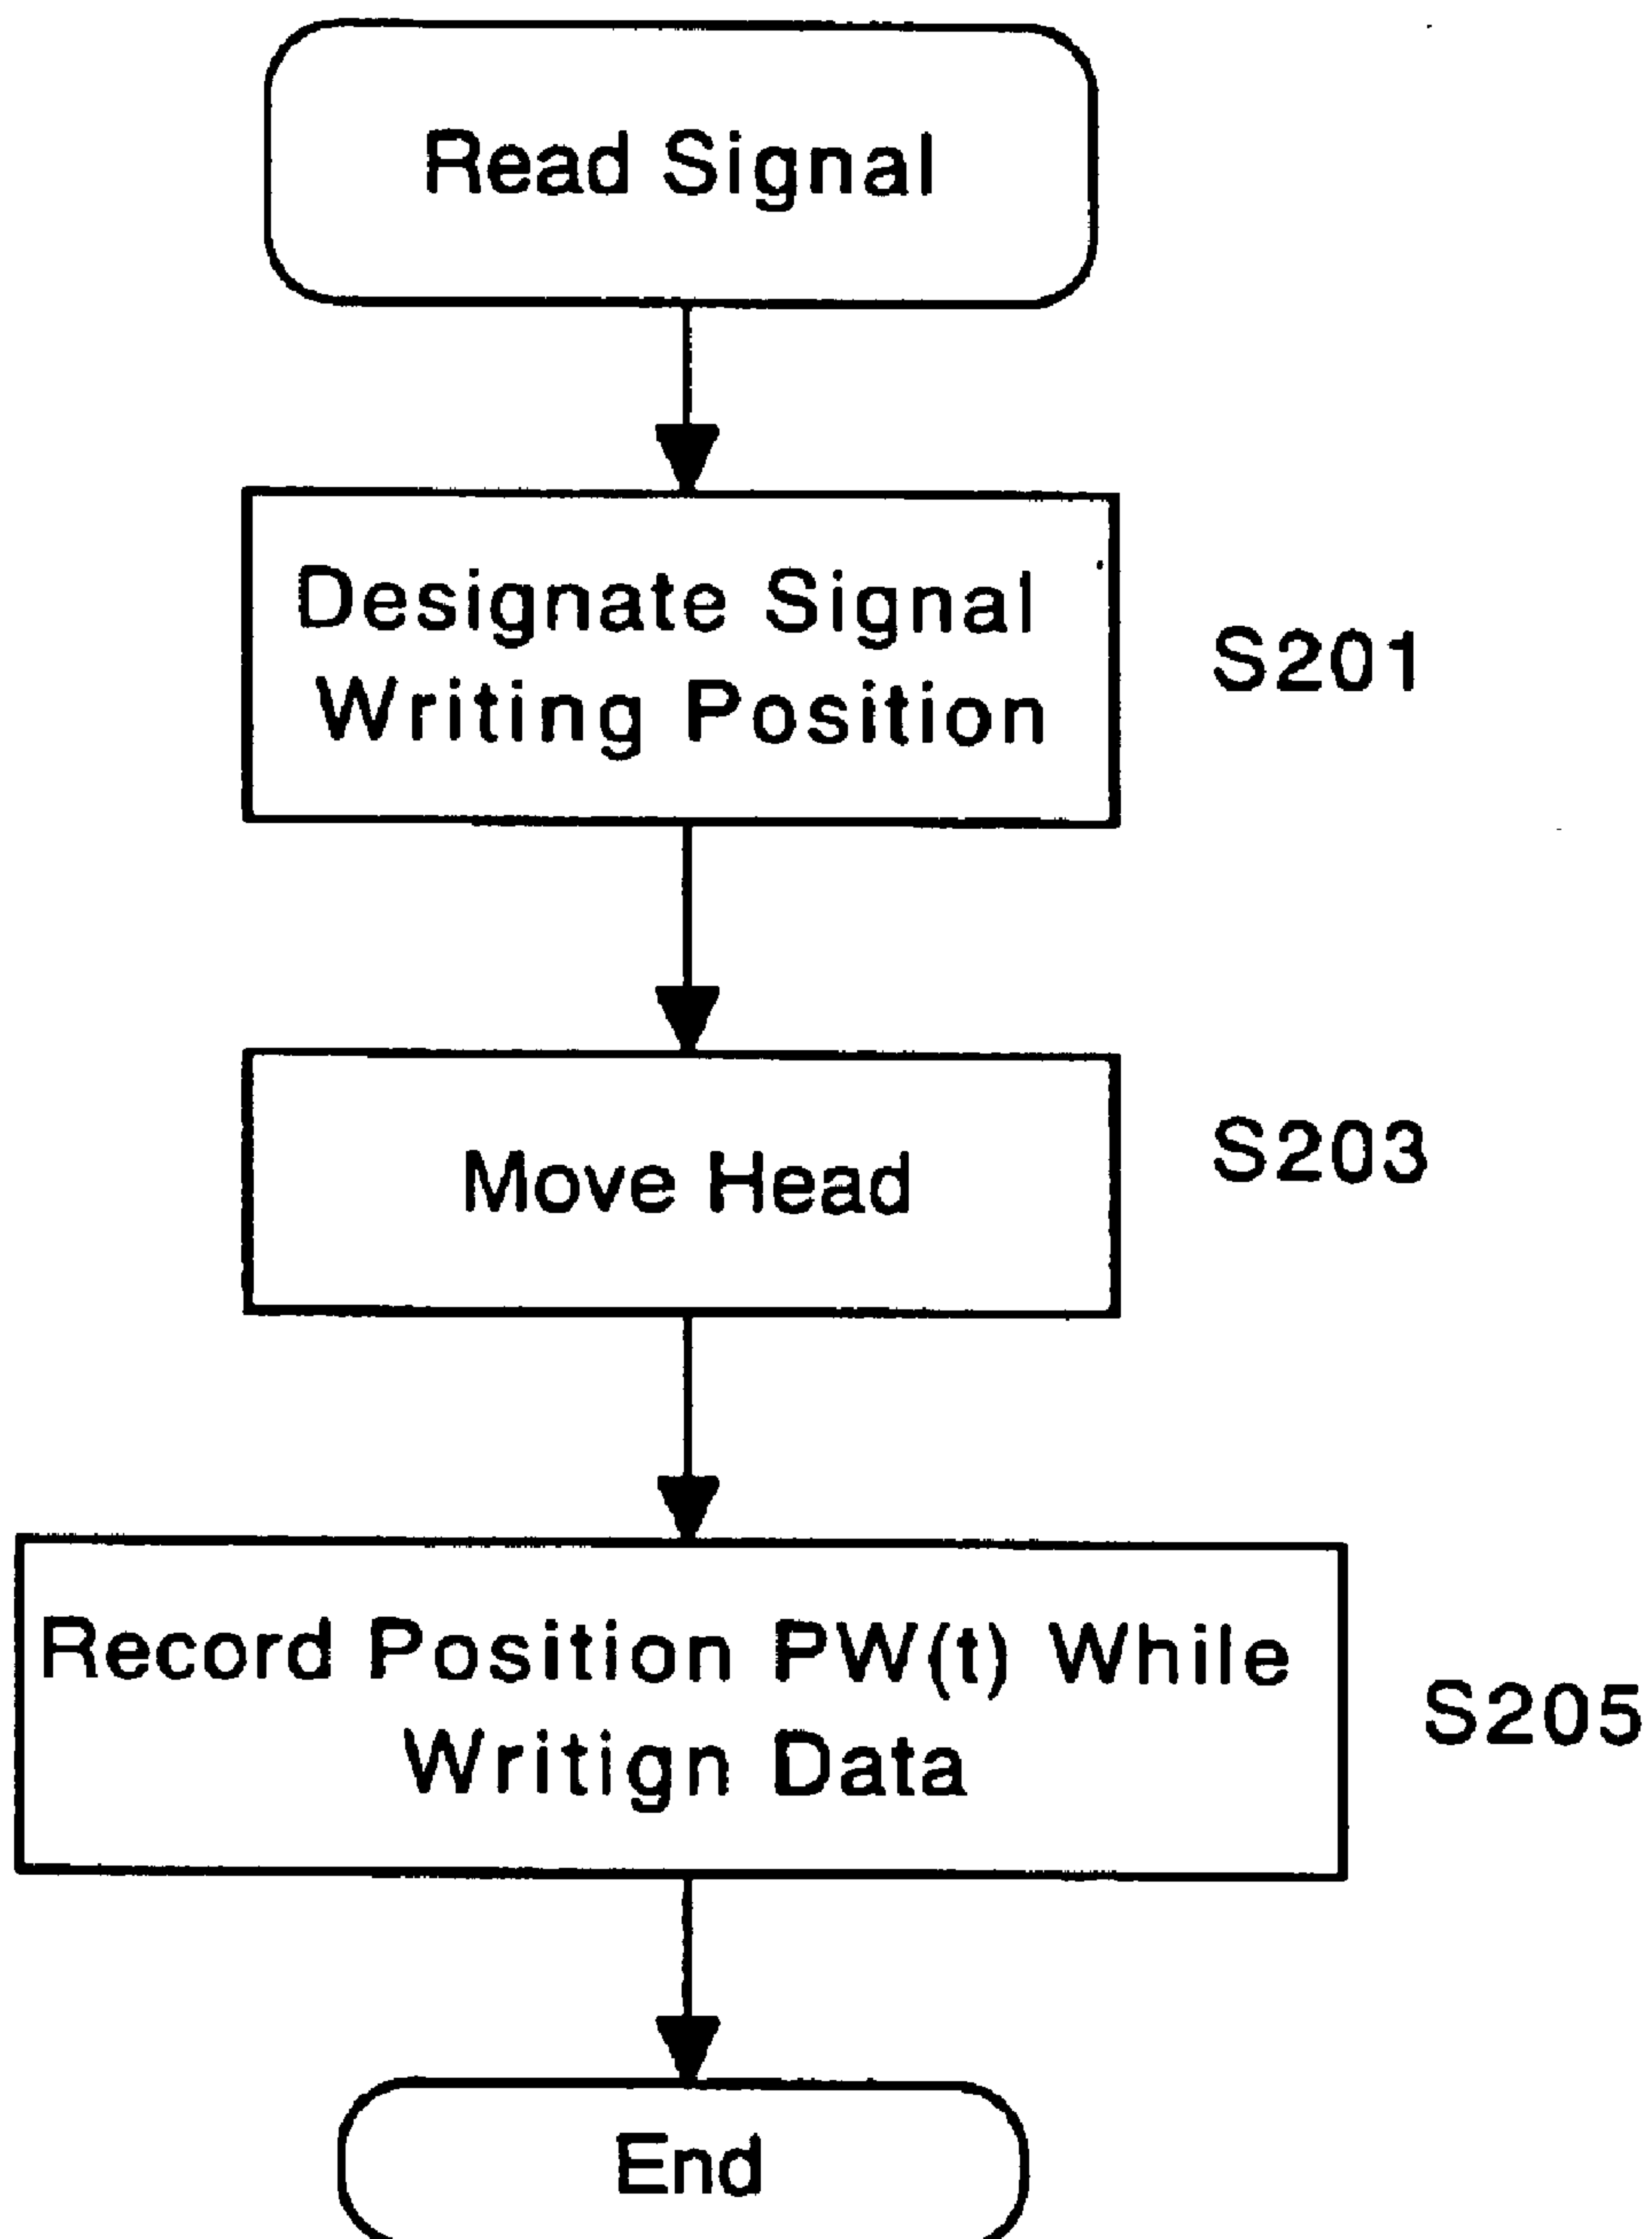 Read Signal
Designate Signal
Writing Position
S201
Move Head
S203
Record Position PW(t) While
Writign Data
S205
End